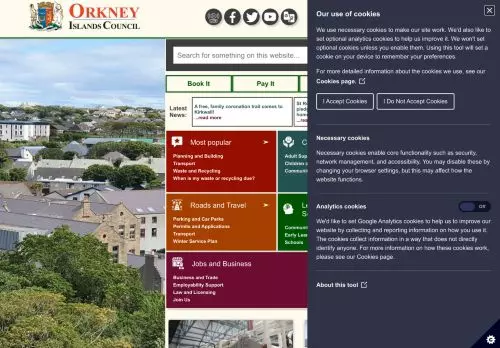 ORKNEY
ISLANDS COUNCIL
Search for something on this website...
Book It
Pay It
Latest
News:
A free, family coronation trail comes to
Kirkwall!
...read more
Most popular
Planning and Building
Transport
Waste and Recycling
When is my waste or recycling due?
Adult Sup
Children
Communi
Roads and Travel
Parking and Car Parks
Permits and Applications
Transport
Winter Service Plan
Le
Communi
Early Lear
Schools
Jobs and Business
Business and Trade
Employability Support
Law and Licensing
Join Us
Our use of cookies
We use necessary cookies to make our site work. We'd also like to
set optional analytics cookies to help us improve it. We won't set
optional cookies unless you enable them. Using this tool will set a
cookie on your device to remember your preferences.
For more detailed information about the cookies we use, see our
Cookies page.
I Accept Cookies
I Do Not Accept Cookies
Necessary cookies
Necessary cookies enable core functionality such as security,
network management, and accessibility. You may disable these by
changing your browser settings, but this may affect how the
website functions.
Analytics cookies
Off
We'd like to set Google Analytics cookies to help us to improve our
website by collecting and reporting information on how you use it.
The cookies collect information in a way that does not directly
identify anyone. For more information on how these cookies work,
please see our Cookies page.
About this tool